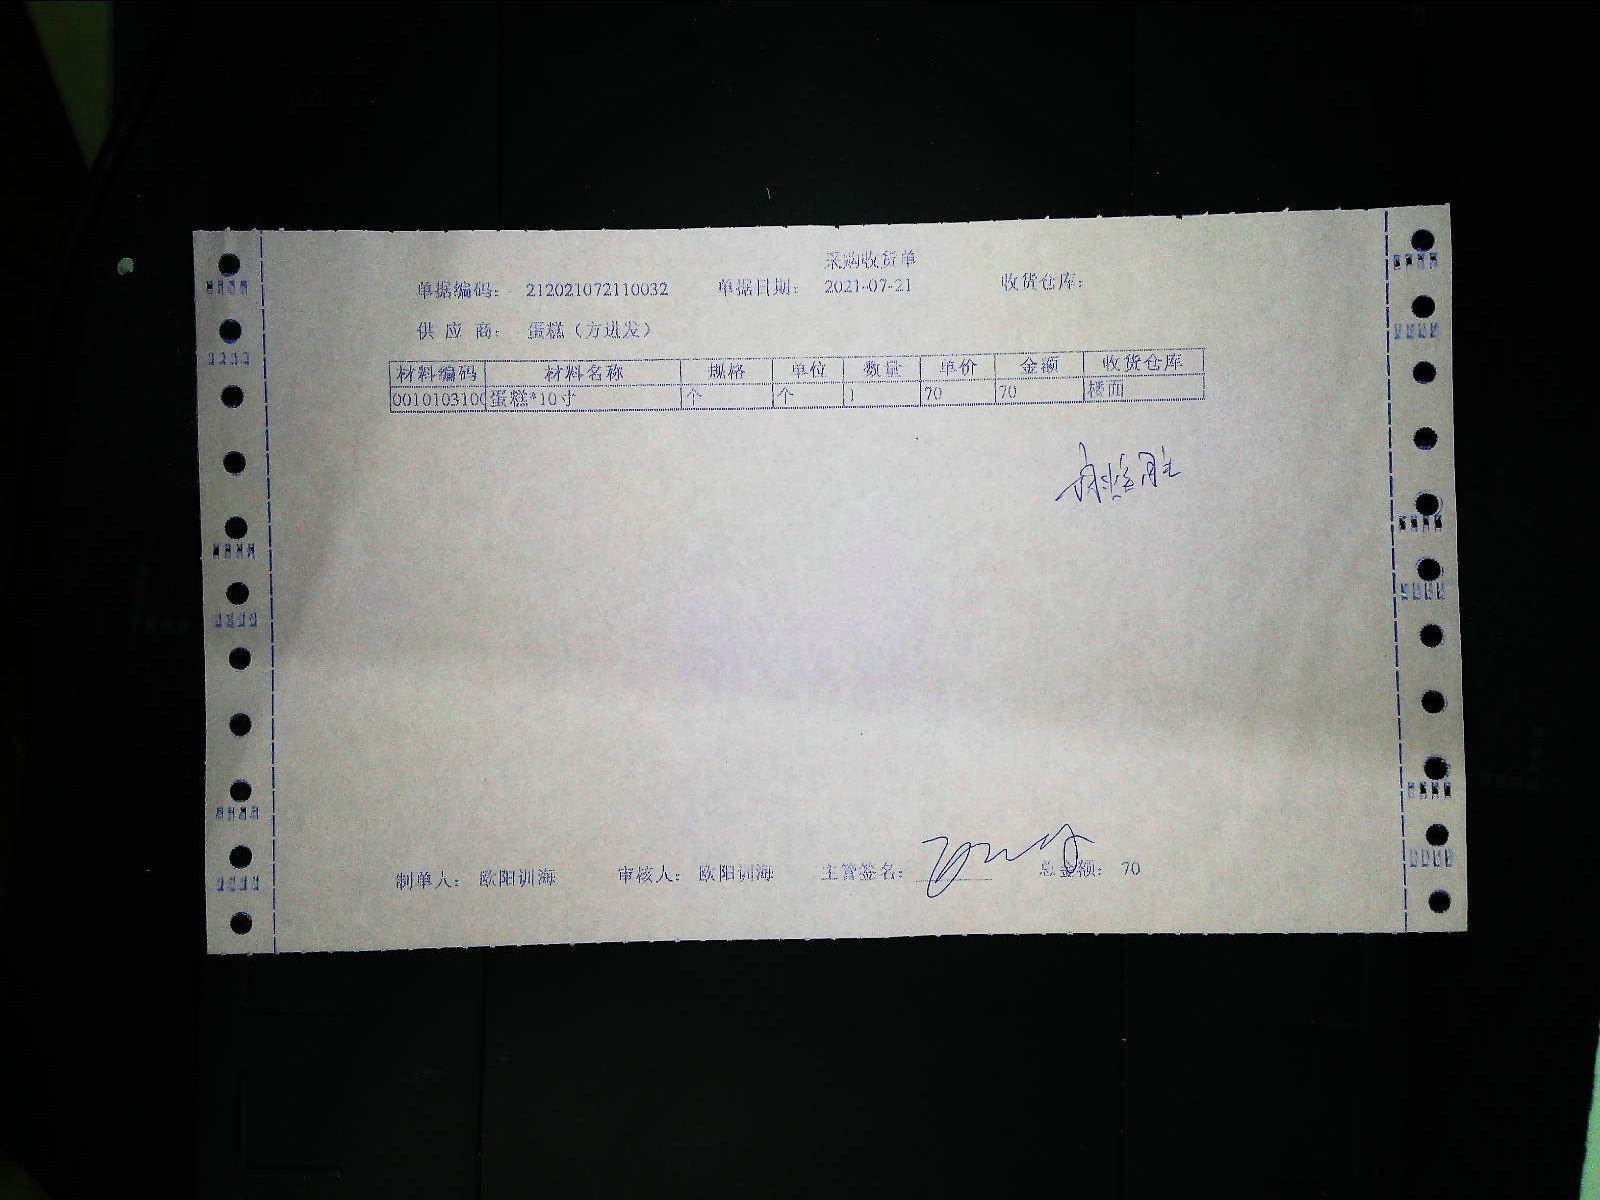 采购收货单
单据编码： 212021072110032 单据日期： 2021-07-21 收货仓库：
供 应 商： 蛋糕（方进发）
材料编码 材料名称 规格 单位 数量 单价 金额 收货仓库
0010103100 蛋糕*10寸 个 个 1 70 70 楼面
制单人： 欧阳训海 审核人： 欧阳训海 主管签名： 总金额： 70